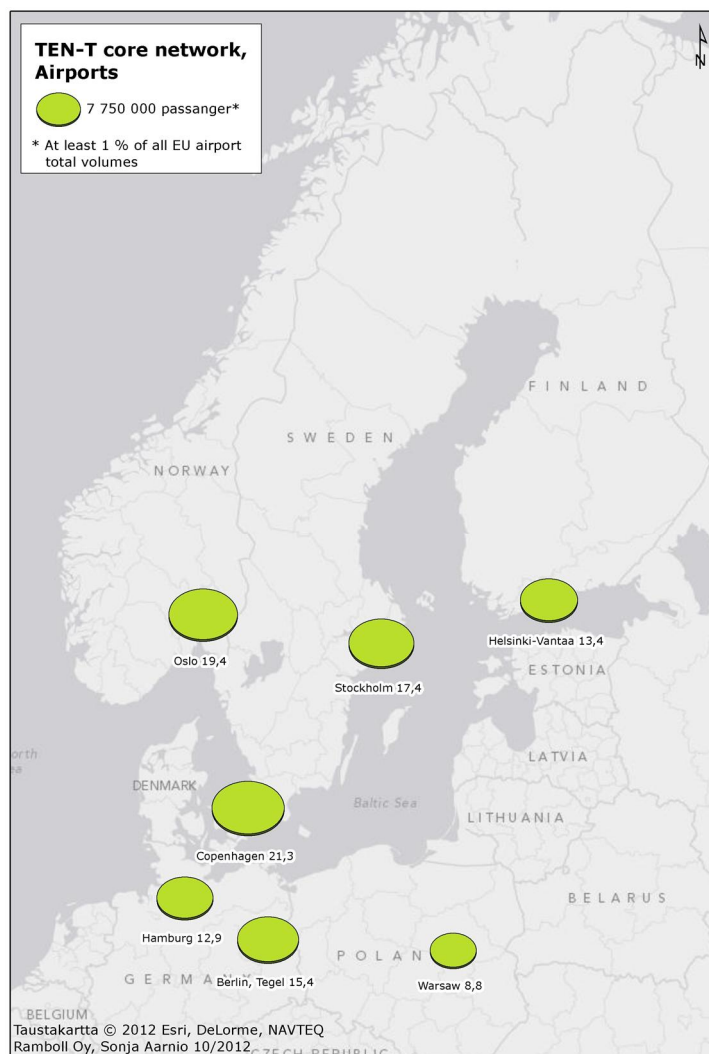 TEN-T core network,
Airports
7 750 000 passanger*
* At least 1 % of all EU airport
total volumes
N
FINLAND
SWEDEN
NORWAY
Oslo 19,4
Helsinki-Vantaa 13,4
Stockholm 17,4
ESTONIA
LATVIA
DENMARK
Baltic Sea
LITHUANIA
Copenhagen 21,3
BELARUS
Hamburg 12,9
POLAN
GERMANY
Berlin, Tegel 15,4
Warsaw 8,8
BELGIUM
Taustakartta © 2012 Esri, DeLorme, NAVTEQ
Ramboll Oy, Sonja Aarnio 10/2012
CZECH REPUBLIC